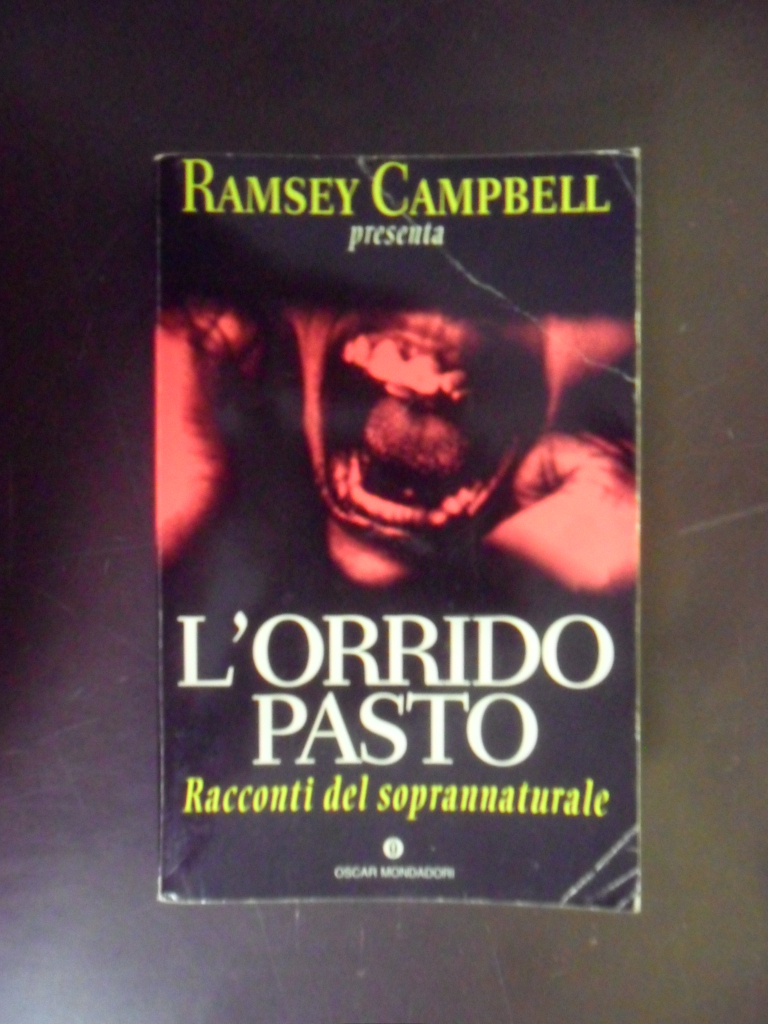 RAMSEY CAMPBELL
presenta
L'ORRIDO
PASTO
Racconti del soprannaturale
OSCAR MONDADORI